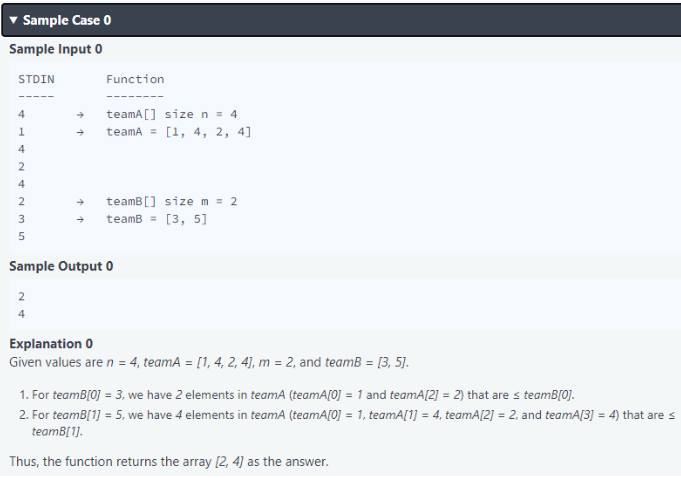 ▼ Sample Case 0
Sample Input 0
STDIN Function
----- --------
4 → teamA[] size n = 4
1 → teamA = [1, 4, 2, 4]
4
2
4
2 → teamB[] size m = 2
3 → teamB = [3, 5]
5
Sample Output 0
2
4
Explanation 0
Given values are n = 4, teamA = [1, 4, 2, 4], m = 2, and teamB = [3, 5].
1. For teamB[0] = 3, we have 2 elements in teamA (teamA[0] = 1 and teamA[2] = 2) that are ≤ teamB[0].
2. For teamB[1] = 5, we have 4 elements in teamA (teamA[0] = 1, teamA[1] = 4, teamA[2] = 2, and teamA[3] = 4) that are ≤
teamB[1].
Thus, the function returns the array [2, 4] as the answer.